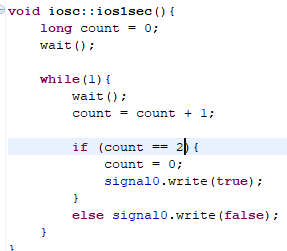 void iosc::ios1sec(){
    long count = 0;
    wait();

    while(1){
        wait();
        count = count + 1;

        if (count == 2){
            count = 0;
            signal0.write(true);
        }
        else signal0.write(false);
    }
}